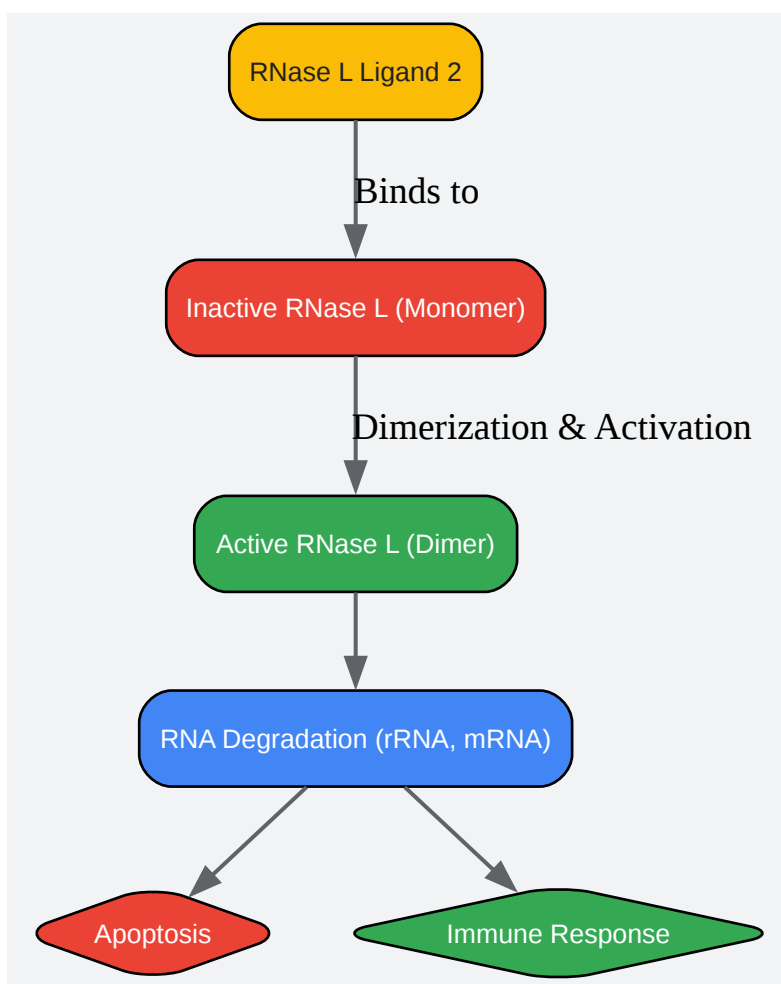 RNase L Ligand 2
Binds to
Inactive RNase L (Monomer)
Dimerization & Activation
Active RNase L (Dimer)
RNA Degradation (rRNA, mRNA)
Apoptosis
Immune Response